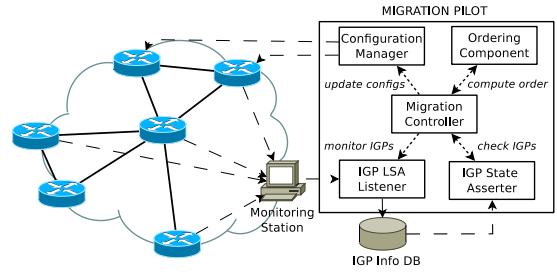 MIGRATION PILOT
Configuration
Manager
Ordering
Component
update configs
compute order
Migration
Controller
monitor IGPs
check IGPs
IGP LSA
Listener
IGP State
Asserter
Monitoring
Station
IGP Info DB